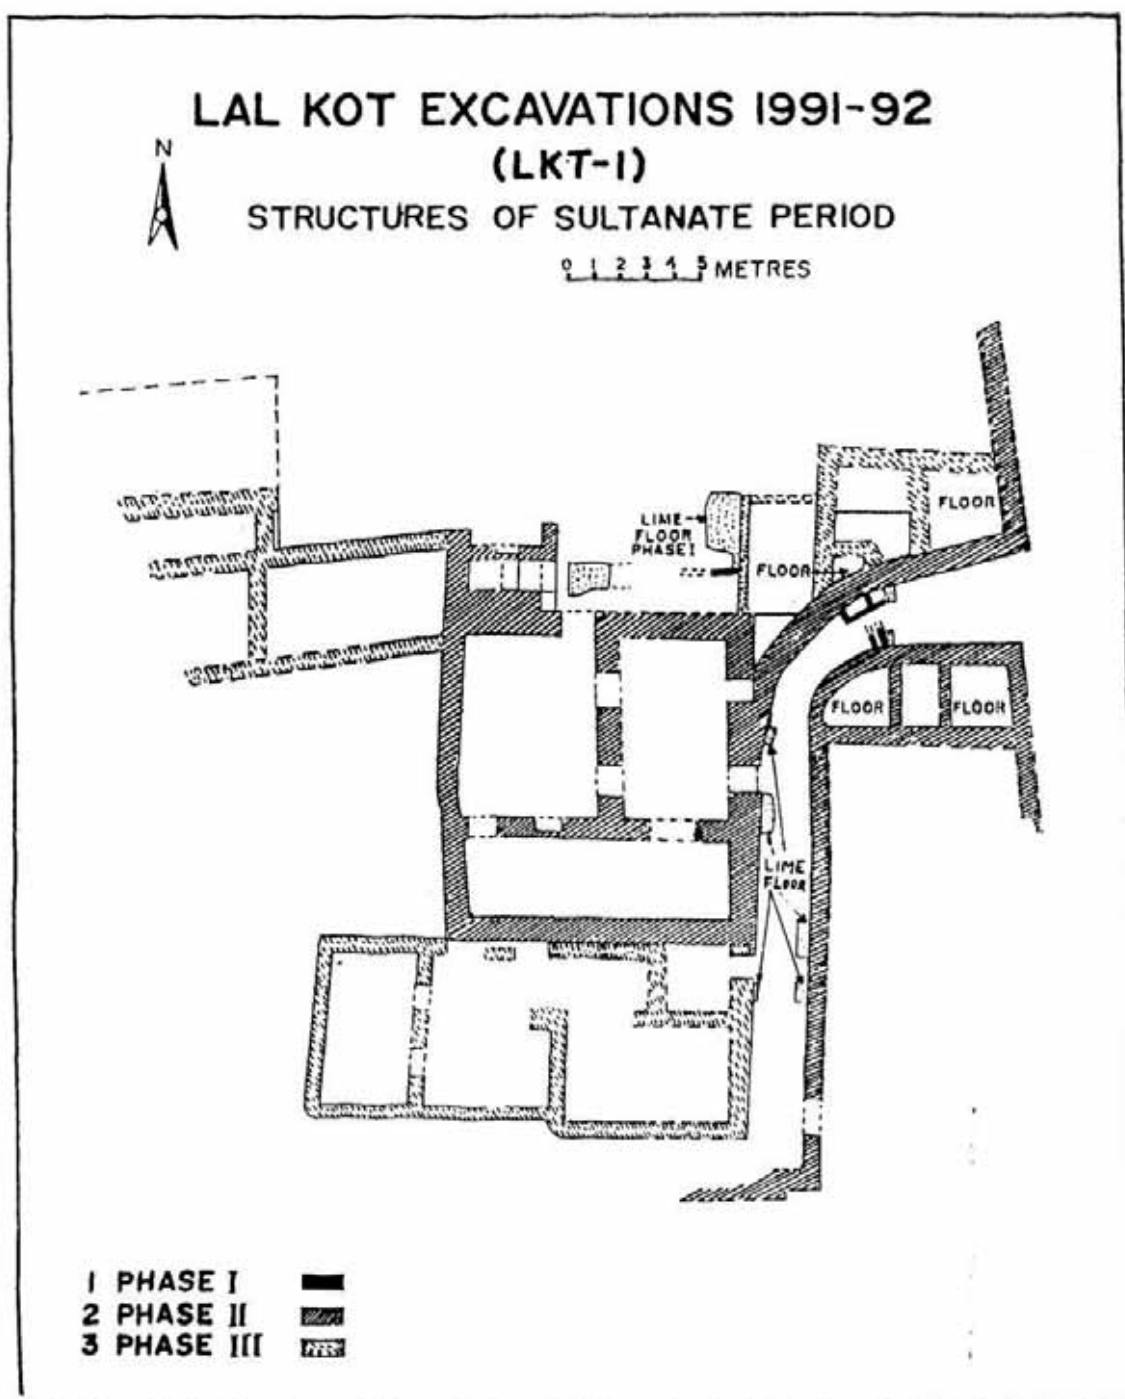 LAL KOT EXCAVATIONS 1991-92
(LKT-1)
N
STRUCTURES OF SULTANATE PERIOD
0 1 2 3 4 5 METRES
FLOOR
LIME
FLOOR
PHASE I
FLOOR
FLOOR
FLOOR
LIME
FLOOR
1 PHASE I
2 PHASE II
3 PHASE III